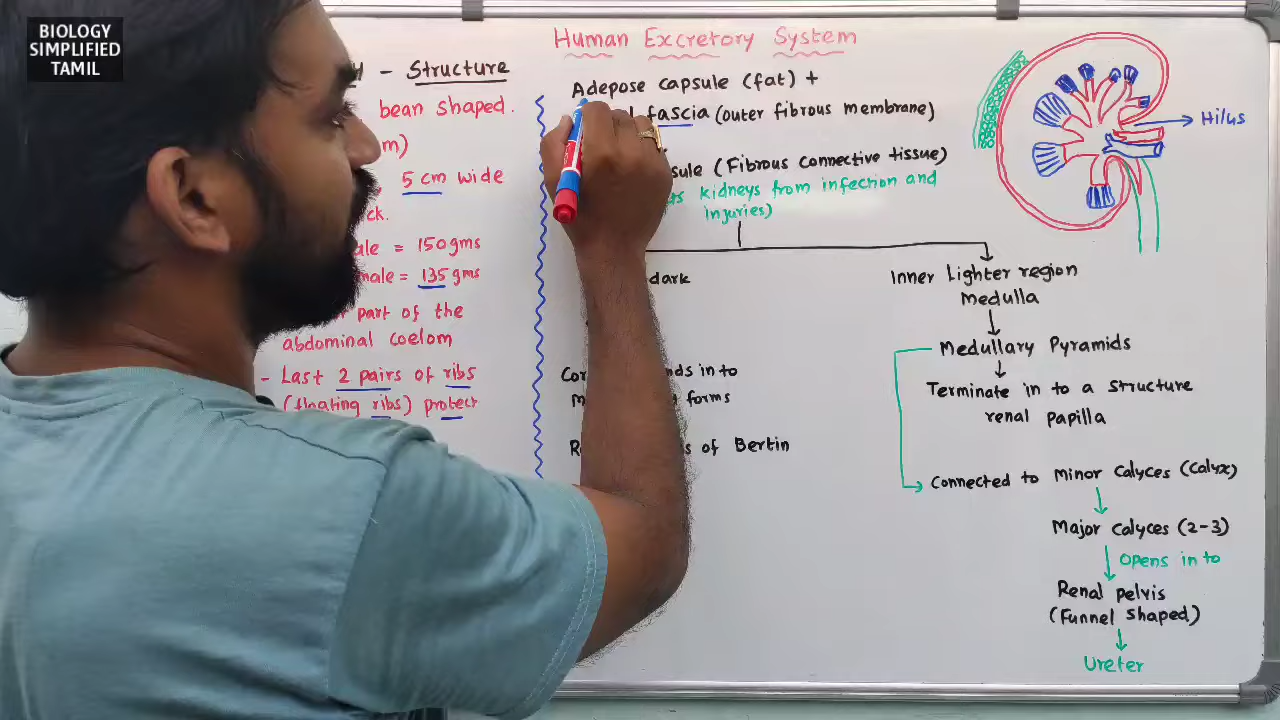 BIOLOGY
SIMPLIFIED
TAMIL
- Structure
bean shaped.
m)
5 cm wide
ck.
ale = 150gms
male = 135 gms
part of the
abdominal coelom
- Last 2 pairs of ribs
(floating ribs) protect
Human Excretory System
Adepose capsule (fat) +
fascia (outer fibrous membrane)
sule (Fibrous connective tissue)
ts kidneys from infection and
injuries)
dark
Cor nds in to
forms
of Bertin
Inner Lighter region
Medulla
Medullary Pyramids
Terminate in to a structure
renal Papilla
Connected to Minor Calyces (Calyx)
Major calyces (2-3)
Opens in to
Renal pelvis
(Funnel shaped)
Ureter
Hilus